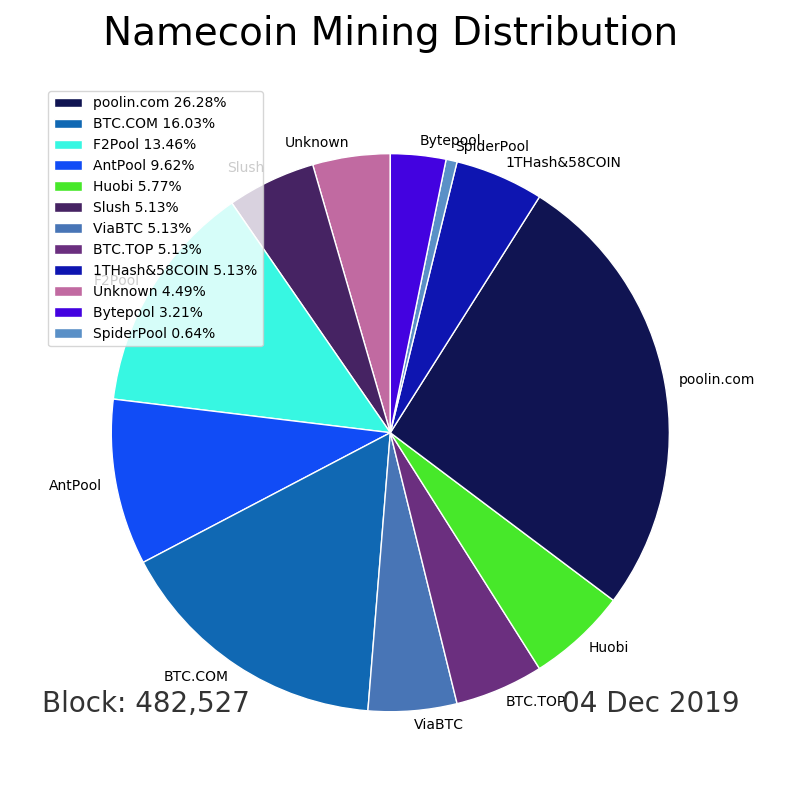 Namecoin Mining Distribution
poolin.com 26.28%
BTC.COM 16.03%
F2Pool 13.46%
AntPool 9.62%
Huobi 5.77%
Slush 5.13%
ViaBTC 5.13%
BTC.TOP 5.13%
1THash&58COIN 5.13%
Unknown 4.49%
Bytepool 3.21%
SpiderPool 0.64%
Bytepool
Unknown
SpiderPool
1THash&58COIN
Slush
F2Pool
poolin.com
AntPool
Huobi
BTC.COM
BTC.TOP
ViaBTC
Block: 482,527
04 Dec 2019